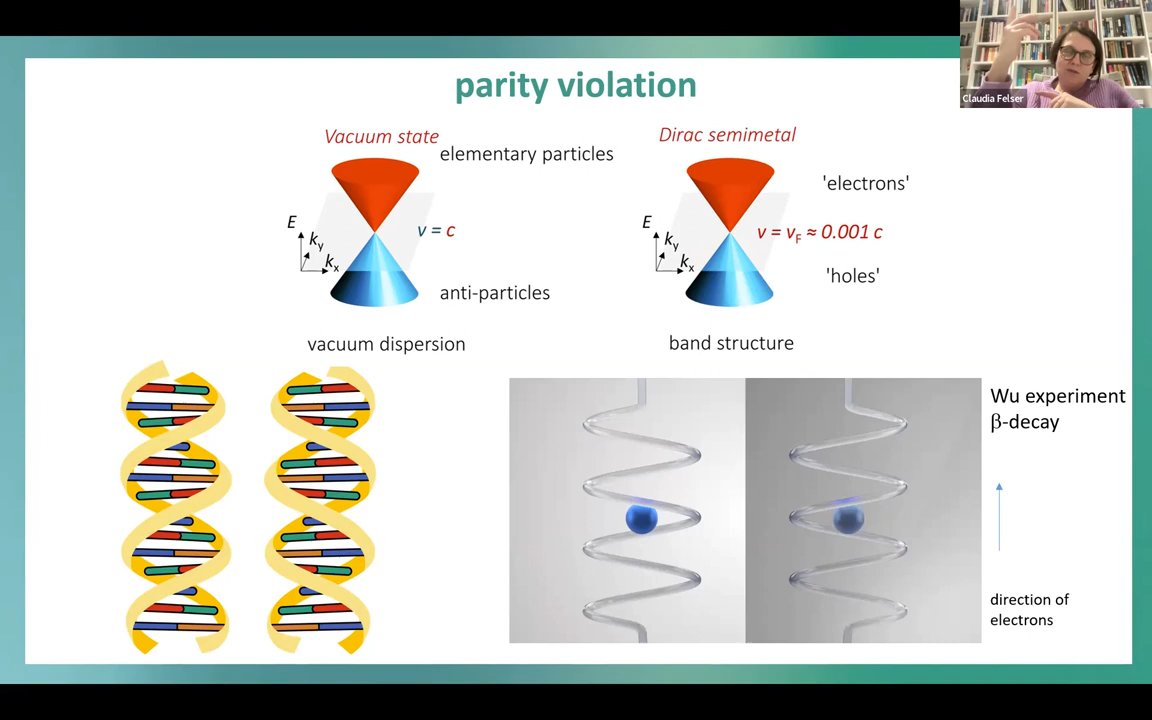 parity violation
Claudia Felser
Vacuum state
elementary particles
E
ky
kx
v = c
anti-particles
vacuum dispersion
Dirac semimetal
'electrons'
E
ky
kx
v = vF ≈ 0.001 c
'holes'
band structure
Wu experiment
β-decay
direction of
electrons